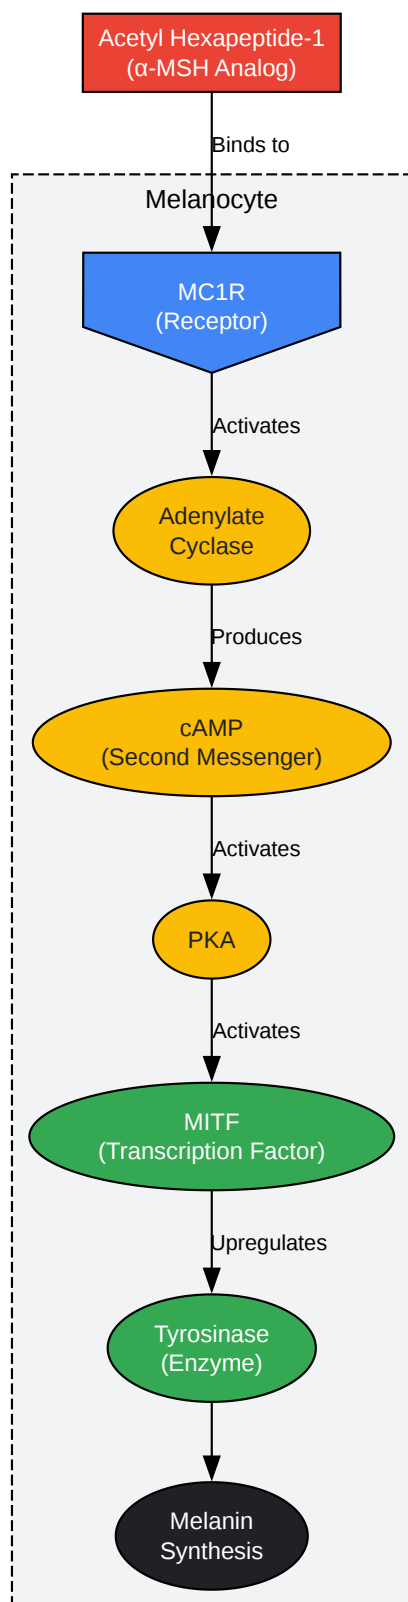 Acetyl Hexapeptide-1
(α-MSH Analog)
Binds to
Melanocyte
MC1R
(Receptor)
Activates
Adenylate
Cyclase
Produces
cAMP
(Second Messenger)
Activates
PKA
Activates
MITF
(Transcription Factor)
Upregulates
Tyrosinase
(Enzyme)
Melanin
Synthesis